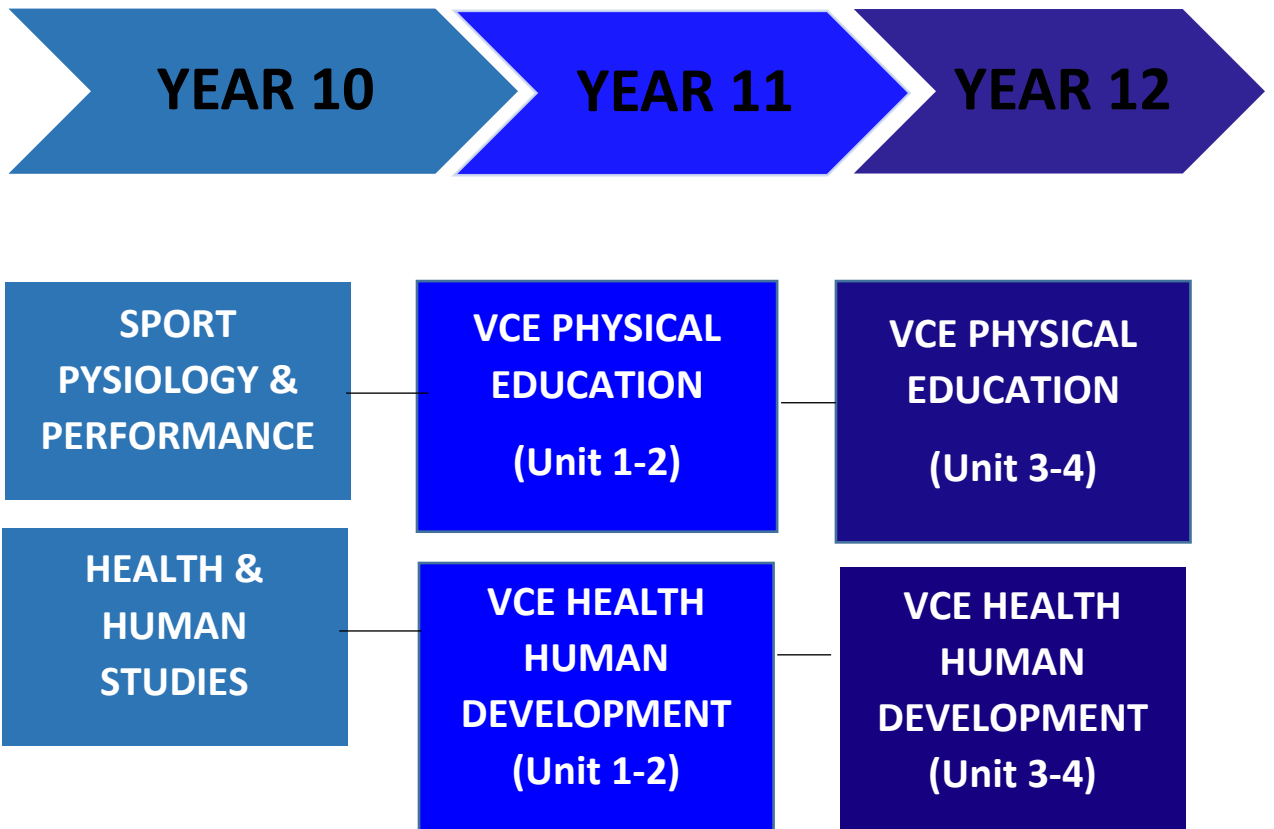 YEAR 10
YEAR 11
YEAR 12
SPORT
PYSIOLOGY &
PERFORMANCE
VCE PHYSICAL
EDUCATION
(Unit 1-2)
VCE PHYSICAL
EDUCATION
(Unit 3-4)
HEALTH &
HUMAN
STUDIES
VCE HEALTH
HUMAN
DEVELOPMENT
(Unit 1-2)
VCE HEALTH
HUMAN
DEVELOPMENT
(Unit 3-4)